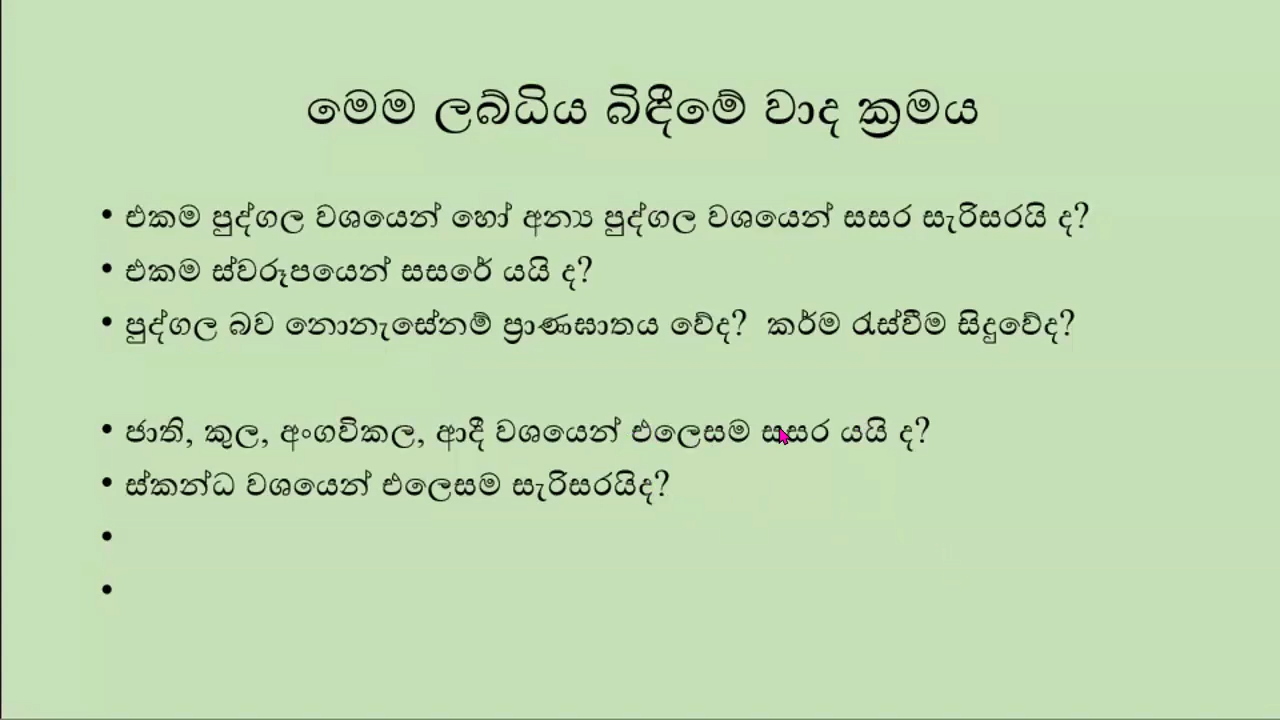 මෙම ලබ්ධිය බිඳීමේ වාද ක්‍රමය
• එකම පුද්ගල වශයෙන් හෝ අන්‍ය පුද්ගල වශයෙන් සසර සැරිසරයි ද?
• එකම ස්වරූපයෙන් සසරේ යයි ද?
• පුද්ගල බව නොනැසේනම් ප්‍රාණඝාතය වේද? කර්ම රැස්වීම සිදුවේද?
• ජාති, කුල, අංගවිකල, ආදී වශයෙන් එලෙසම සසර යයි ද?
• ස්කන්ධ වශයෙන් එලෙසම සැරිසරයිද?
•
•